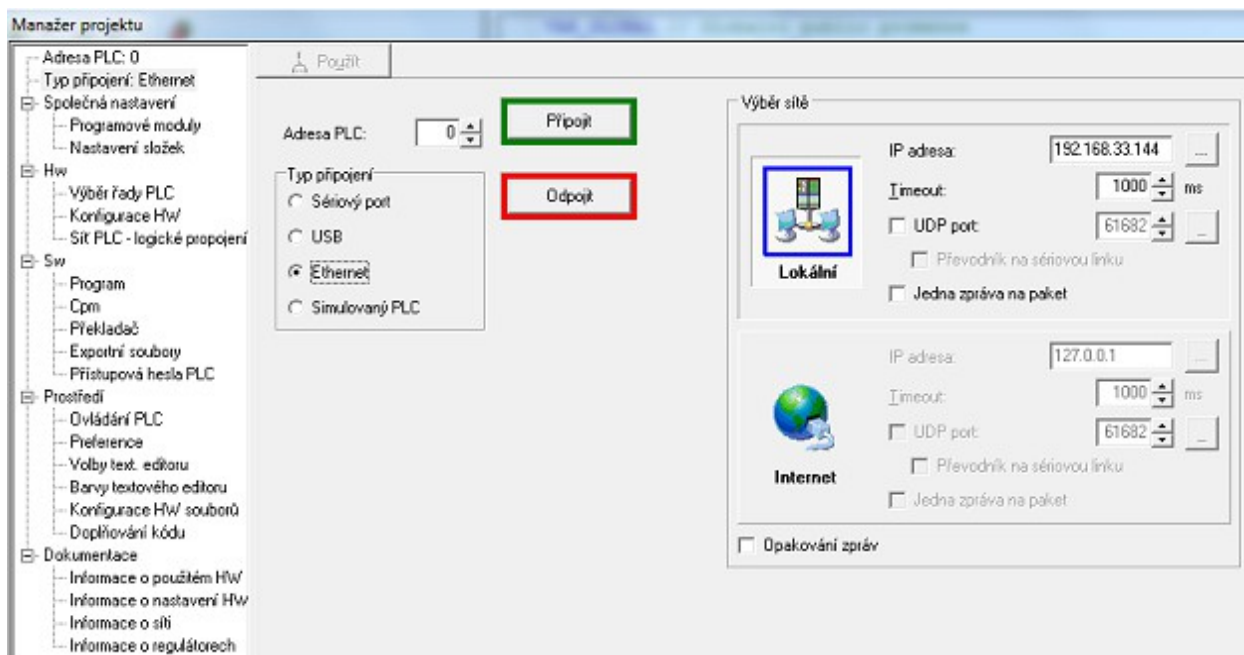 Manažer projektu
Adresa PLC: 0
Typ připojení: Ethernet
Společná nastavení
Programové moduly
Nastavení složek
Hw
Výběr řady PLC
Konfigurace HW
Síť PLC - logické propojení
Sw
Program
Cpm
Překladač
Exportní soubory
Přístupová hesla PLC
Prostředí
Ovládání PLC
Preference
Volby text. editoru
Barvy textového editoru
Konfigurace HW souborů
Doplňování kódu
Dokumentace
Informace o použitém HW
Informace o nastavení HW
Informace o síti
Informace o regulátorech
Použít
Adresa PLC: 0
Připojit
Odpojit
Typ připojení
Sériový port
USB
Ethernet
Simulovaný PLC
Výběr sítě
Lokální
IP adresa: 192.168.33.144 ...
Timeout: 1000 ms
UDP port: 61682 ..
Převodník na sériovou linku
Jedna zpráva na paket
Internet
IP adresa: 127.0.0.1 ...
Timeout: 1000 ms
UDP port: 61682 ..
Převodník na sériovou linku
Jedna zpráva na paket
Opakování zpráv